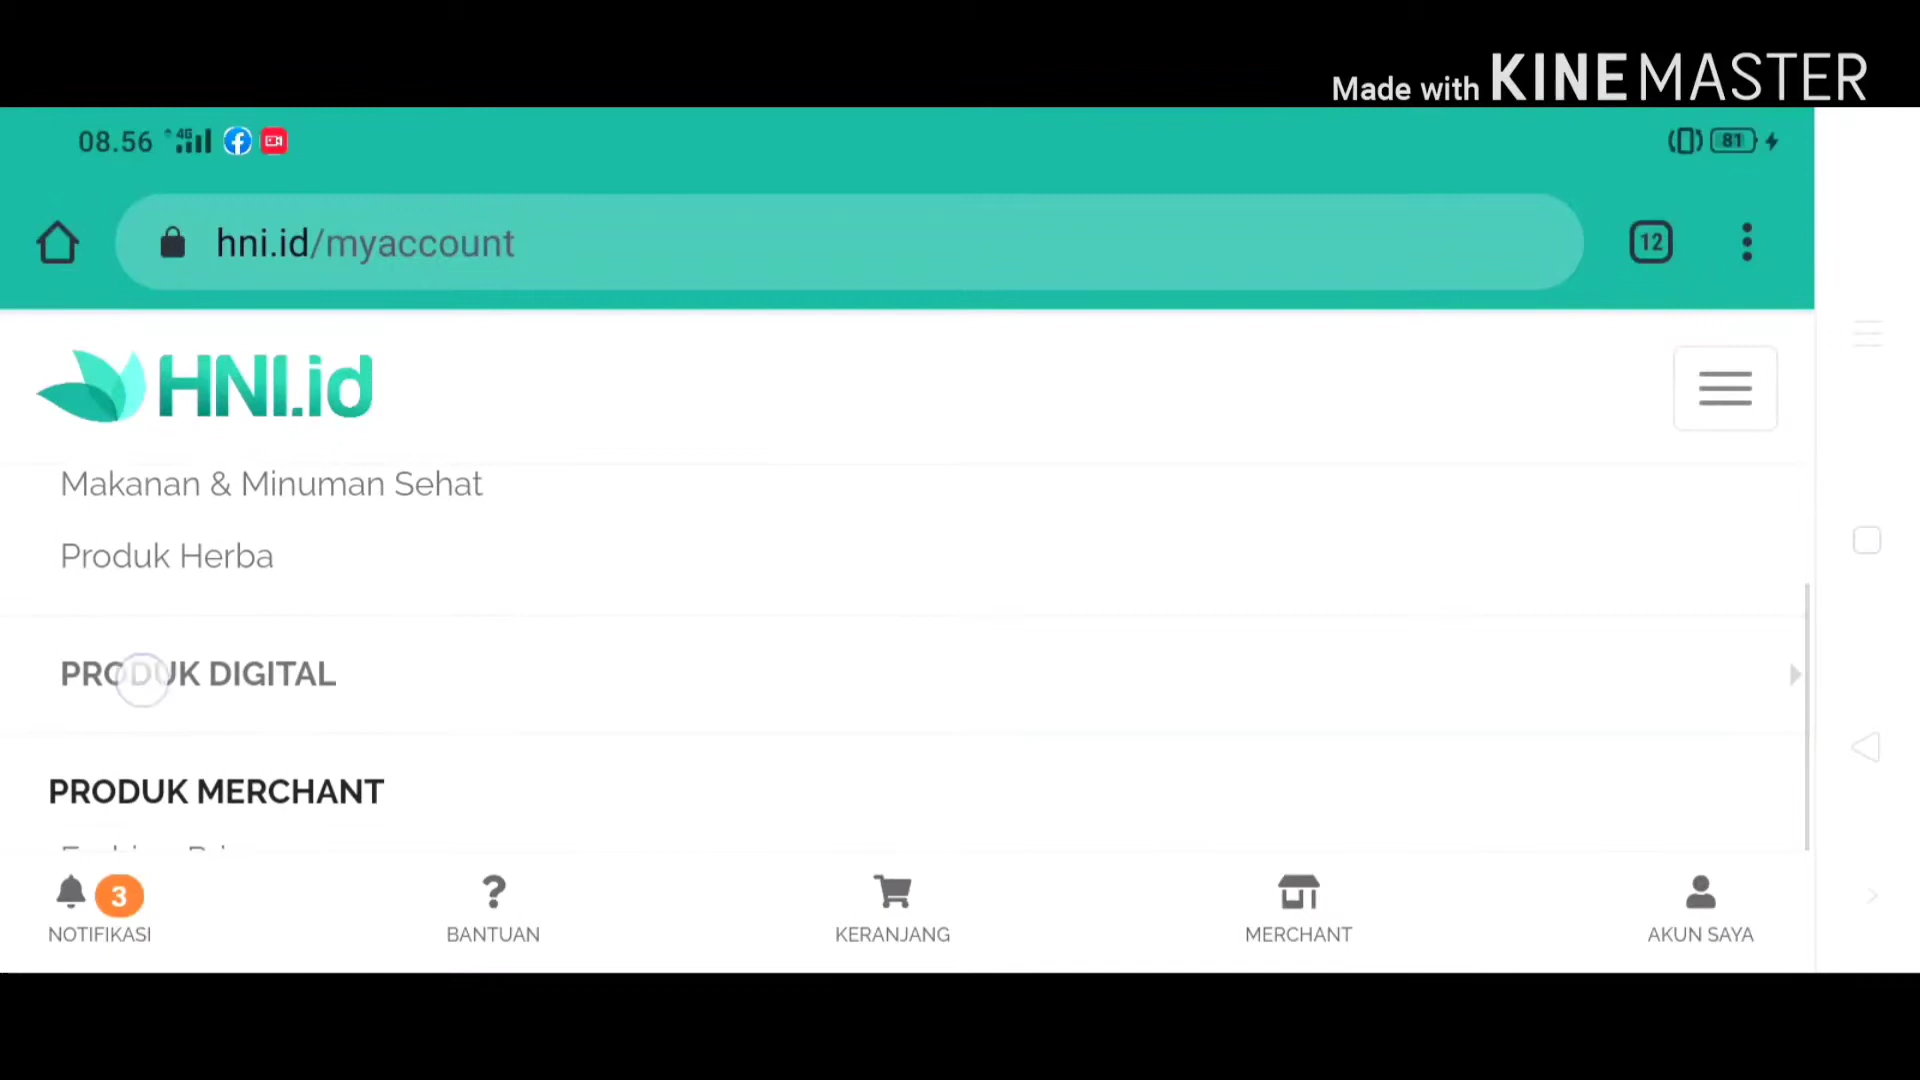 Made with KINEMASTER
08.56 4G 81
hni.id/myaccount 12
HNI.id
Makanan & Minuman Sehat
Produk Herba
PRODUK DIGITAL
PRODUK MERCHANT
3
NOTIFIKASI BANTUAN KERANJANG MERCHANT AKUN SAYA